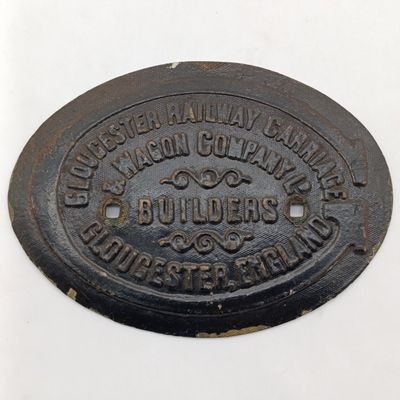 GLOUCESTER RAILWAY CARRIAGE
& WAGON COMPANY LD
BUILDERS
GLOUCESTER, ENGLAND